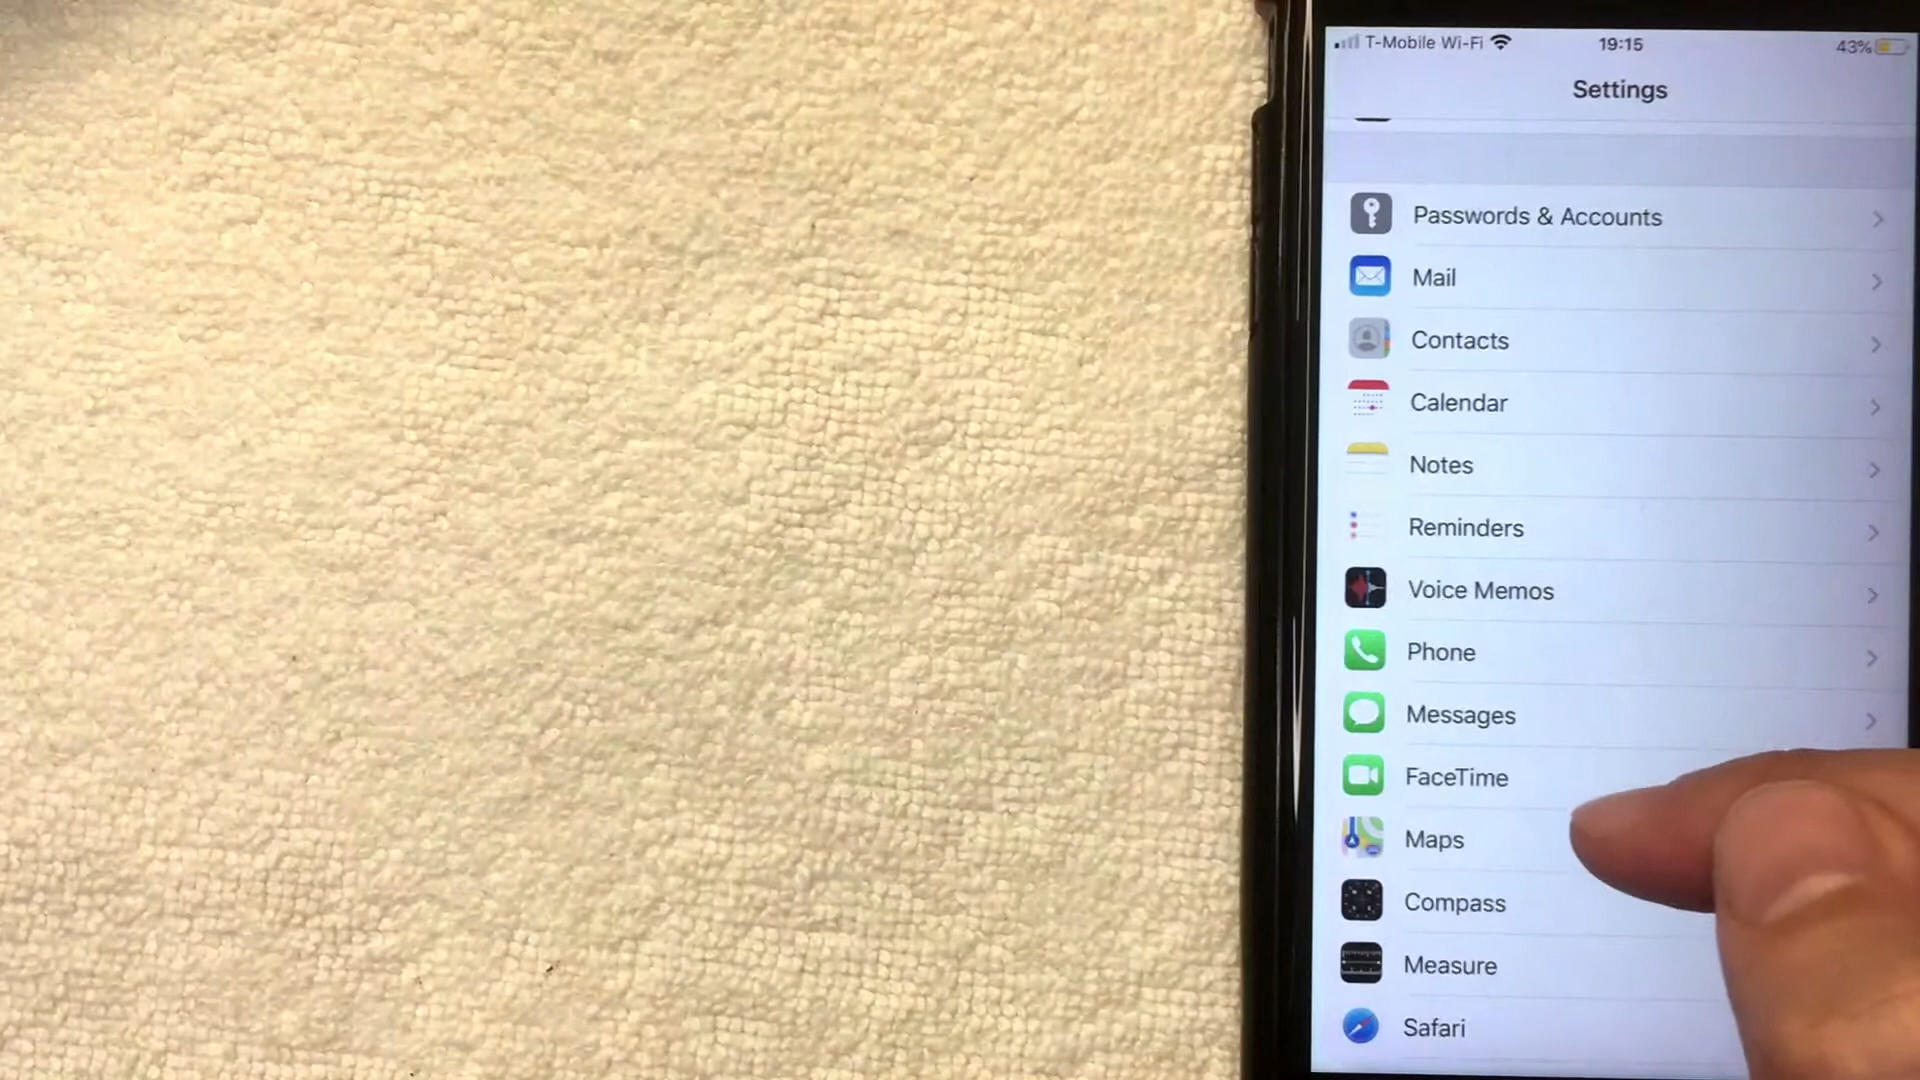 T-Mobile Wi-Fi 19:15 43%
Settings
Passwords & Accounts
Mail
Contacts
Calendar
Notes
Reminders
Voice Memos
Phone
Messages
FaceTime
Maps
Compass
Measure
Safari